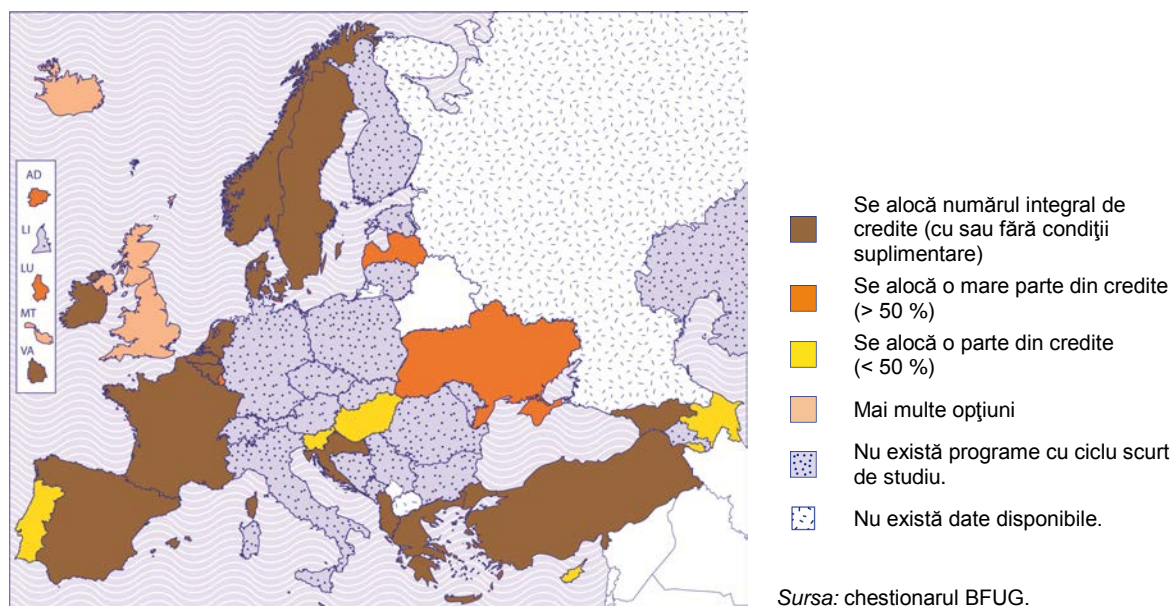 AD
LI
LU
MT
VA
Se alocă numărul integral de
credite (cu sau fără condiţii
suplimentare)
Se alocă o mare parte din credite
(> 50 %)
Se alocă o parte din credite
(< 50 %)
Mai multe opţiuni
Nu există programe cu ciclu scurt
de studiu.
Nu există date disponibile.
Sursa: chestionarul BFUG.